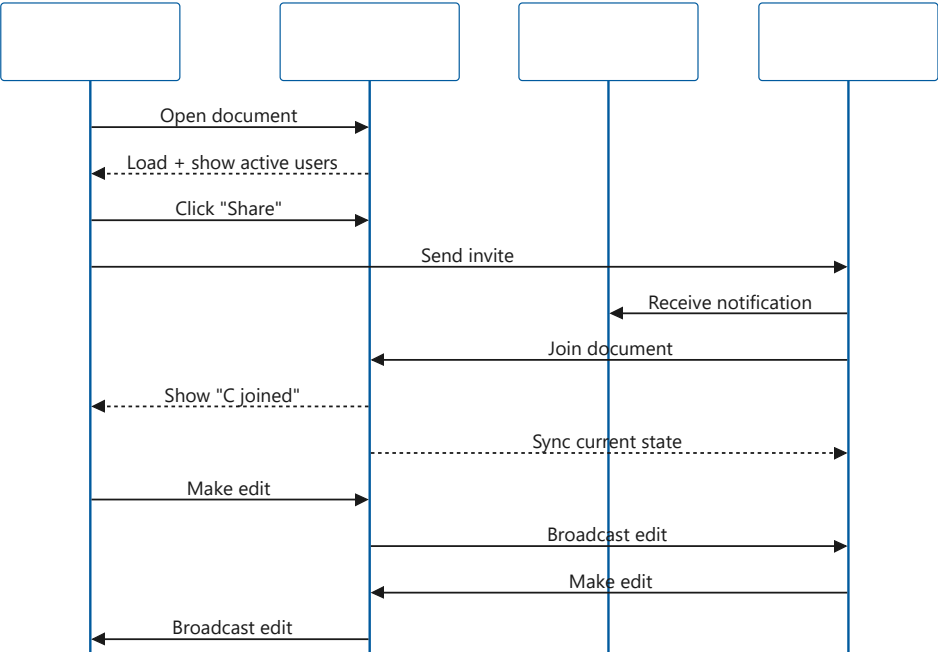 Open document
Load + show active users
Click "Share"
Send invite
Receive notification
Join document
Show "C joined"
Sync current state
Make edit
Broadcast edit
Make edit
Broadcast edit